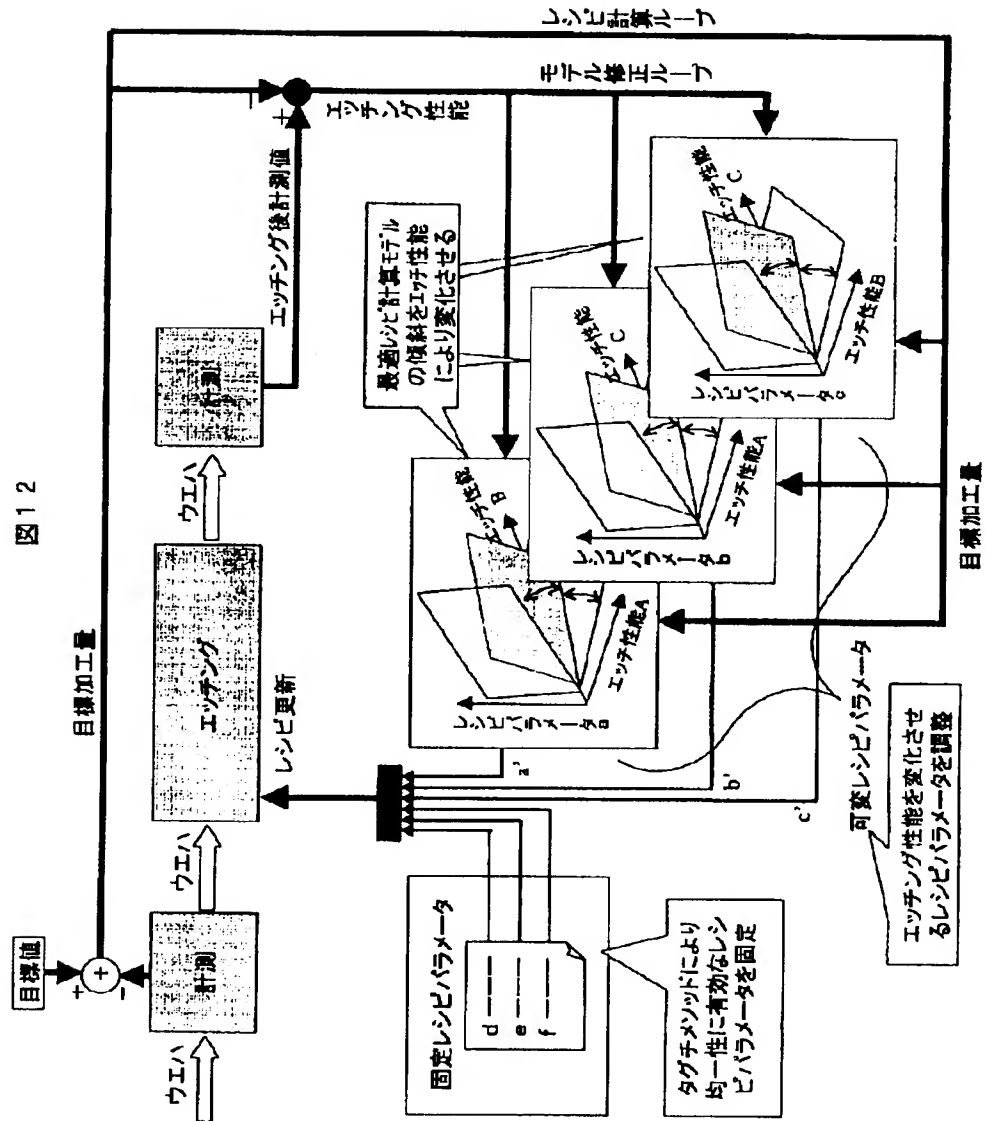 図12
目標値
+
+
-
目標加工量
レシピ計算ループ
ウエハ
計測
ウエハ
エッチング
ウエハ
計測
エッチング後計測値
-
+
エッチング性能
モデル修正ループ
レシピ更新
固定レシピパラメータ
d
e
f
タグチメソッドにより
均一性に有効なレシ
ピパラメータを固定
最適レシピ計算モデル
の傾斜をエッチ性能
により変化させる
レシピパラメータa
エッチ性能
B
エッチ性能A
レシピパラメータb
エッチ性能
C
エッチ性能A
レシピパラメータc
エッチ性能
C
エッチ性能B
a'
b'
c'
可変レシピパラメータ
エッチング性能を変化させ
るレシピパラメータを調整
目標加工量